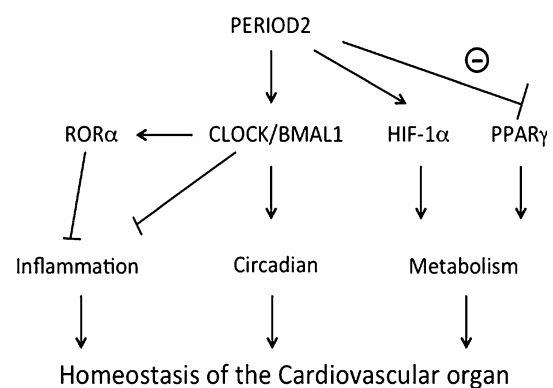 PERIOD2
⊖
RORα CLOCK/BMAL1 HIF-1α PPARγ
Inflammation Circadian Metabolism
Homeostasis of the Cardiovascular organ